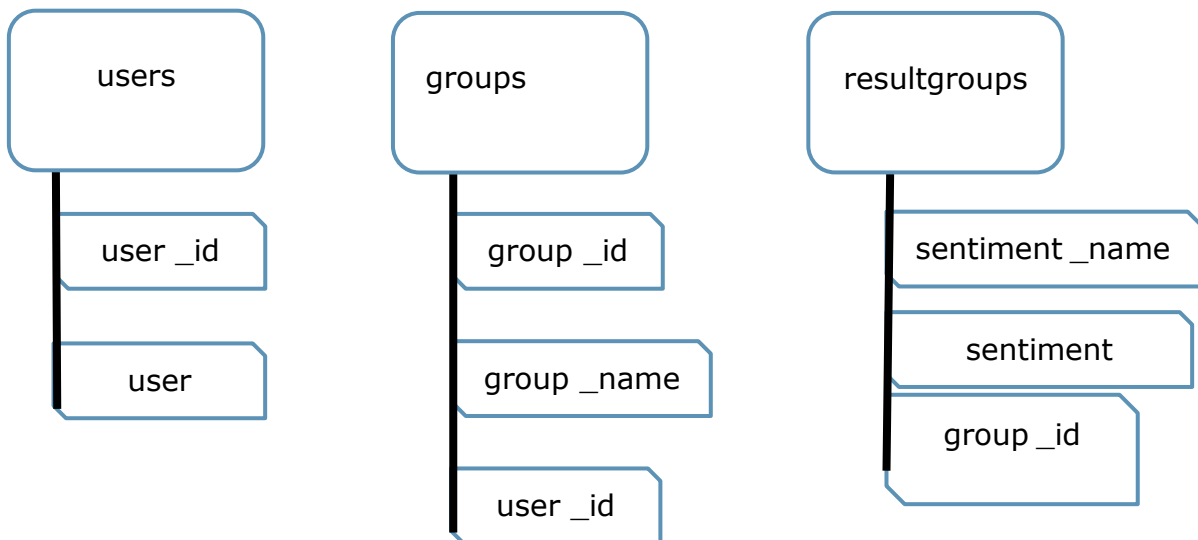 users
user _id
user
groups
group _id
group _name
user _id
resultgroups
sentiment _name
sentiment
group _id